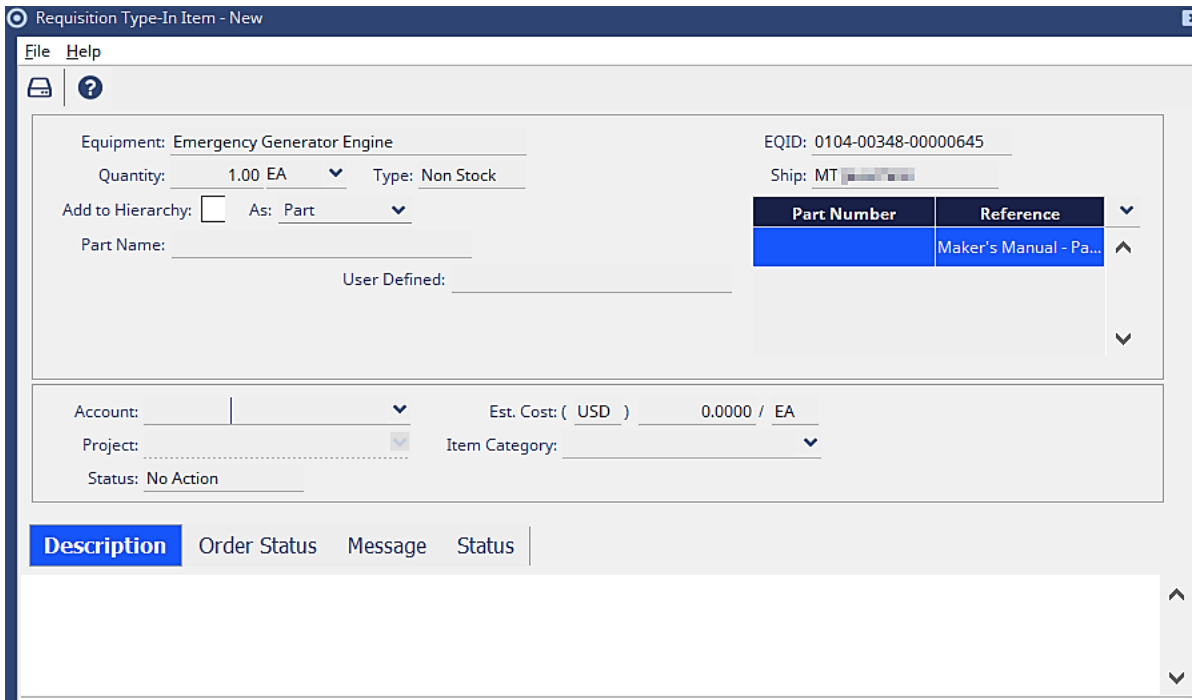 Requisition Type-In Item - New
File Help
Equipment: Emergency Generator Engine EQID: 0104-00348-00000645
Quantity: 1.00 EA Type: Non Stock Ship: MT
Add to Hierarchy: As: Part
Part Number Reference
Part Name: Maker's Manual - Pa...
User Defined:
Account: Est. Cost: ( USD ) 0.0000 / EA
Project: Item Category:
Status: No Action
Description Order Status Message Status